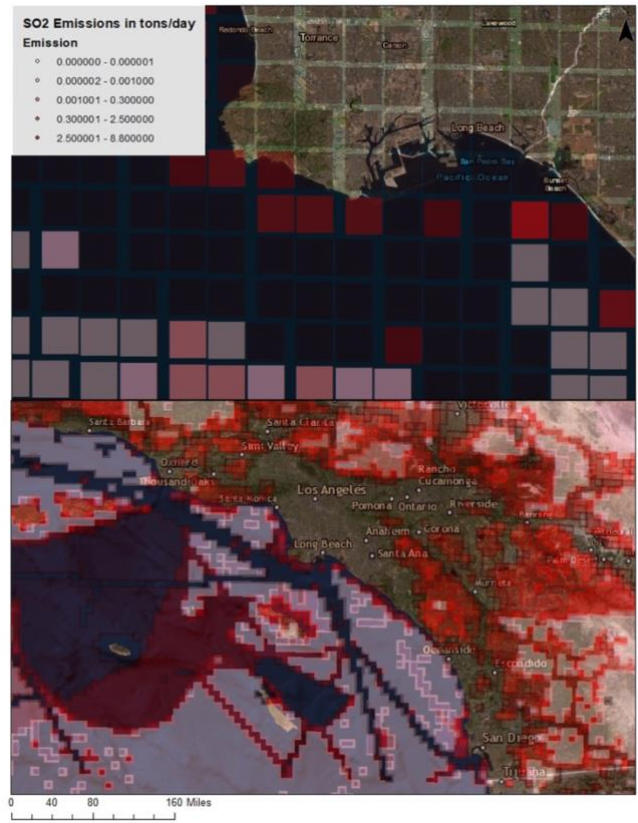 SO2 Emissions in tons/day
Emission
0.000000 - 0.000001
0.000002 - 0.001000
0.001001 - 0.300000
0.300001 - 2.500000
2.500001 - 8.800000
Redondo Beach
Torrance
Carson
Lakewood
Long Beach
San Pedro Bay
Pacific Ocean
Sunset
Beach
Santa Barbara
Santa Clarita
Simi Valley
Oxnard
Thousand Oaks
Santa Monica
Los Angeles
Rancho
Cucamonga
Pomona
Ontario
Riverside
Banning
Anaheim
Corona
Long Beach
Santa Ana
Murrieta
Oceanside
Escondido
San Diego
Tijuana
0 40 80 160 Miles